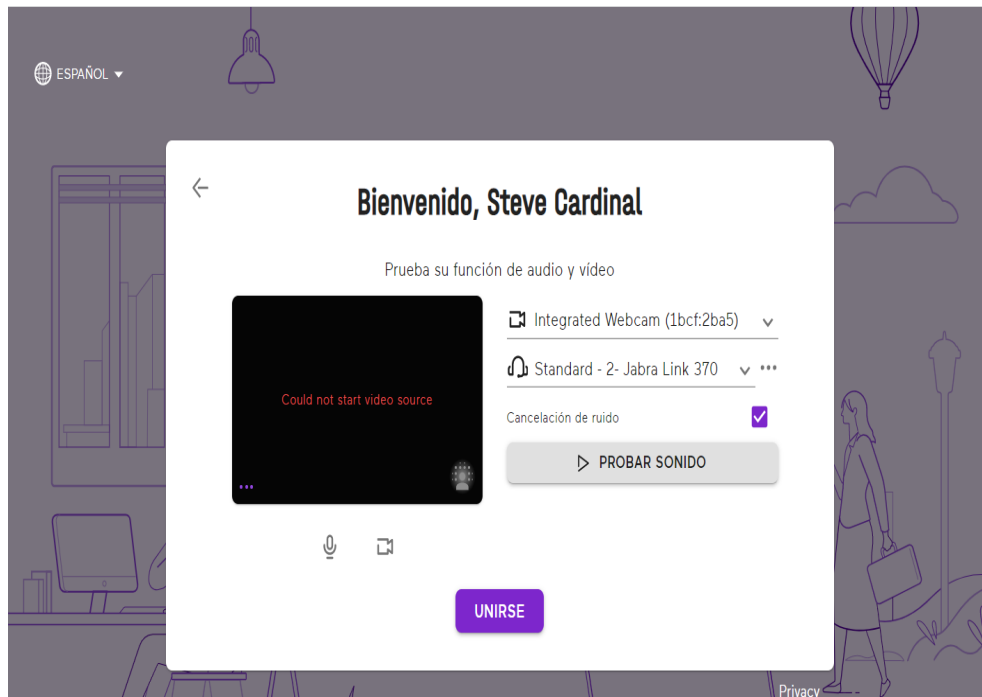 ESPAÑOL
Bienvenido, Steve Cardinal
Prueba su función de audio y vídeo
Integrated Webcam (1bcf:2ba5)
Standard - 2- Jabra Link 370
Could not start video source
Cancelación de ruido
PROBAR SONIDO
UNIRSE
Privacy